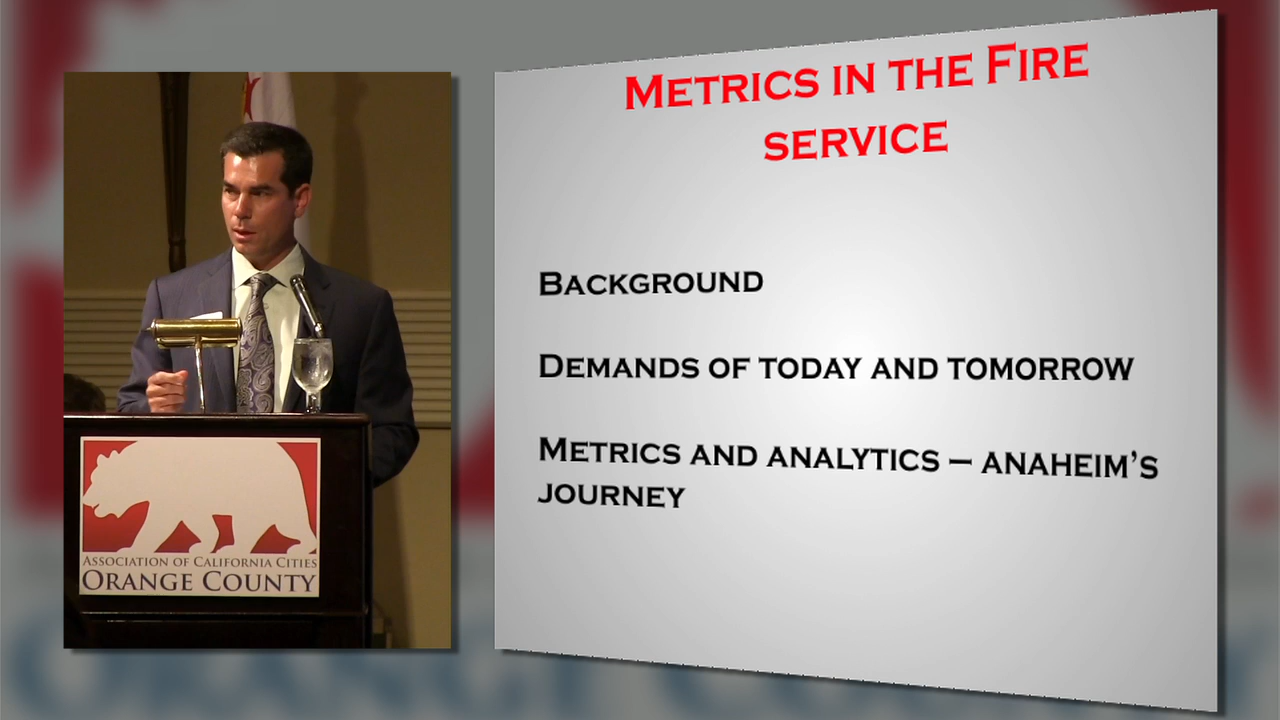 METRICS IN THE FIRE
SERVICE
BACKGROUND
DEMANDS OF TODAY AND TOMORROW
METRICS AND ANALYTICS – ANAHEIM'S
JOURNEY
ASSOCIATION OF CALIFORNIA CITIES
ORANGE COUNTY